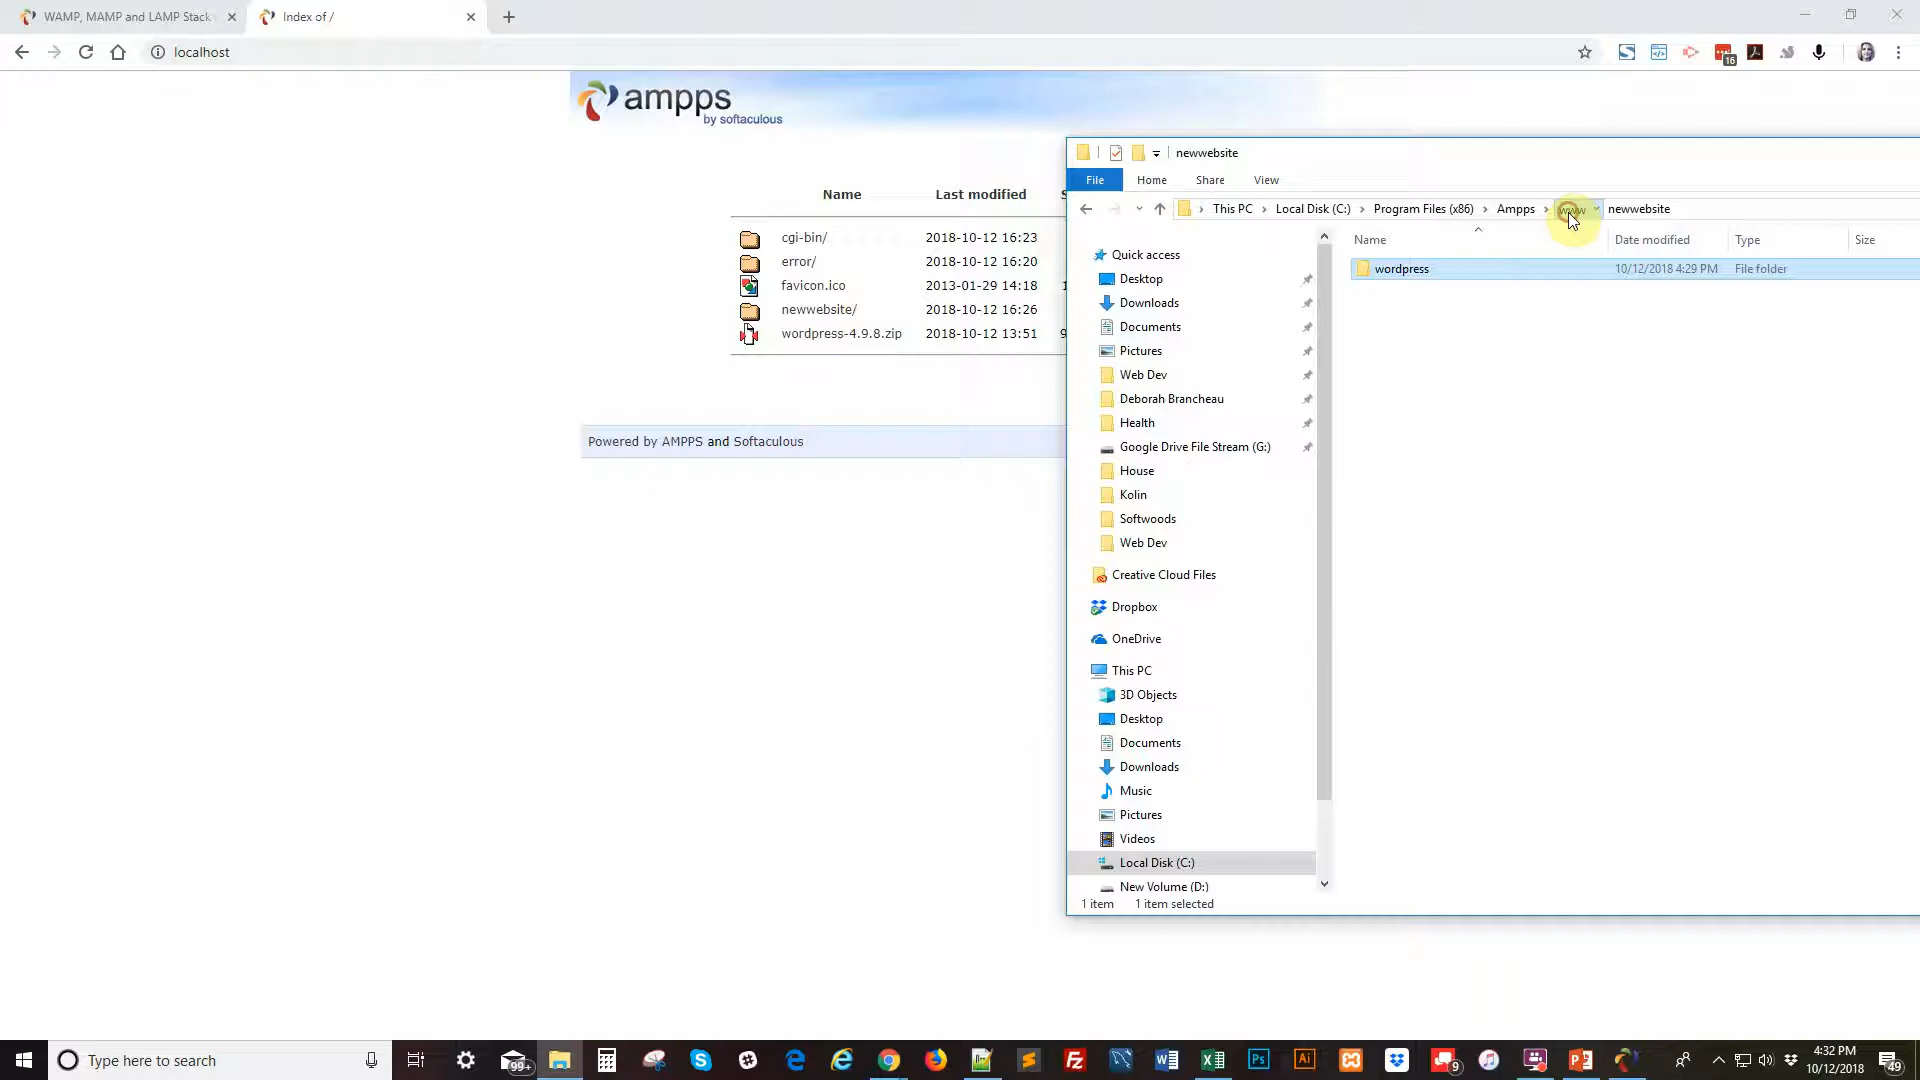 WAMP, MAMP and LAMP Stack
Index of /
localhost
16
ampps
by softaculous
Name Last modified
cgi-bin/ 2018-10-12 16:23
error/ 2018-10-12 16:20
favicon.ico 2013-01-29 14:18
newwebsite/ 2018-10-12 16:26
wordpress-4.9.8.zip 2018-10-12 13:51
Powered by AMPPS and Softaculous
newwebsite
File Home Share View
This PC Local Disk (C:) Program Files (x86) Ampps www newwebsite
Name Date modified Type Size
wordpress 10/12/2018 4:29 PM File folder
Quick access
Desktop
Downloads
Documents
Pictures
Web Dev
Deborah Brancheau
Health
Google Drive File Stream (G:)
House
Kolin
Softwoods
Web Dev
Creative Cloud Files
Dropbox
OneDrive
This PC
3D Objects
Desktop
Documents
Downloads
Music
Pictures
Videos
Local Disk (C:)
New Volume (D:)
1 item 1 item selected
Type here to search
99+
Ps
Ai
9
4:32 PM
10/12/2018
49